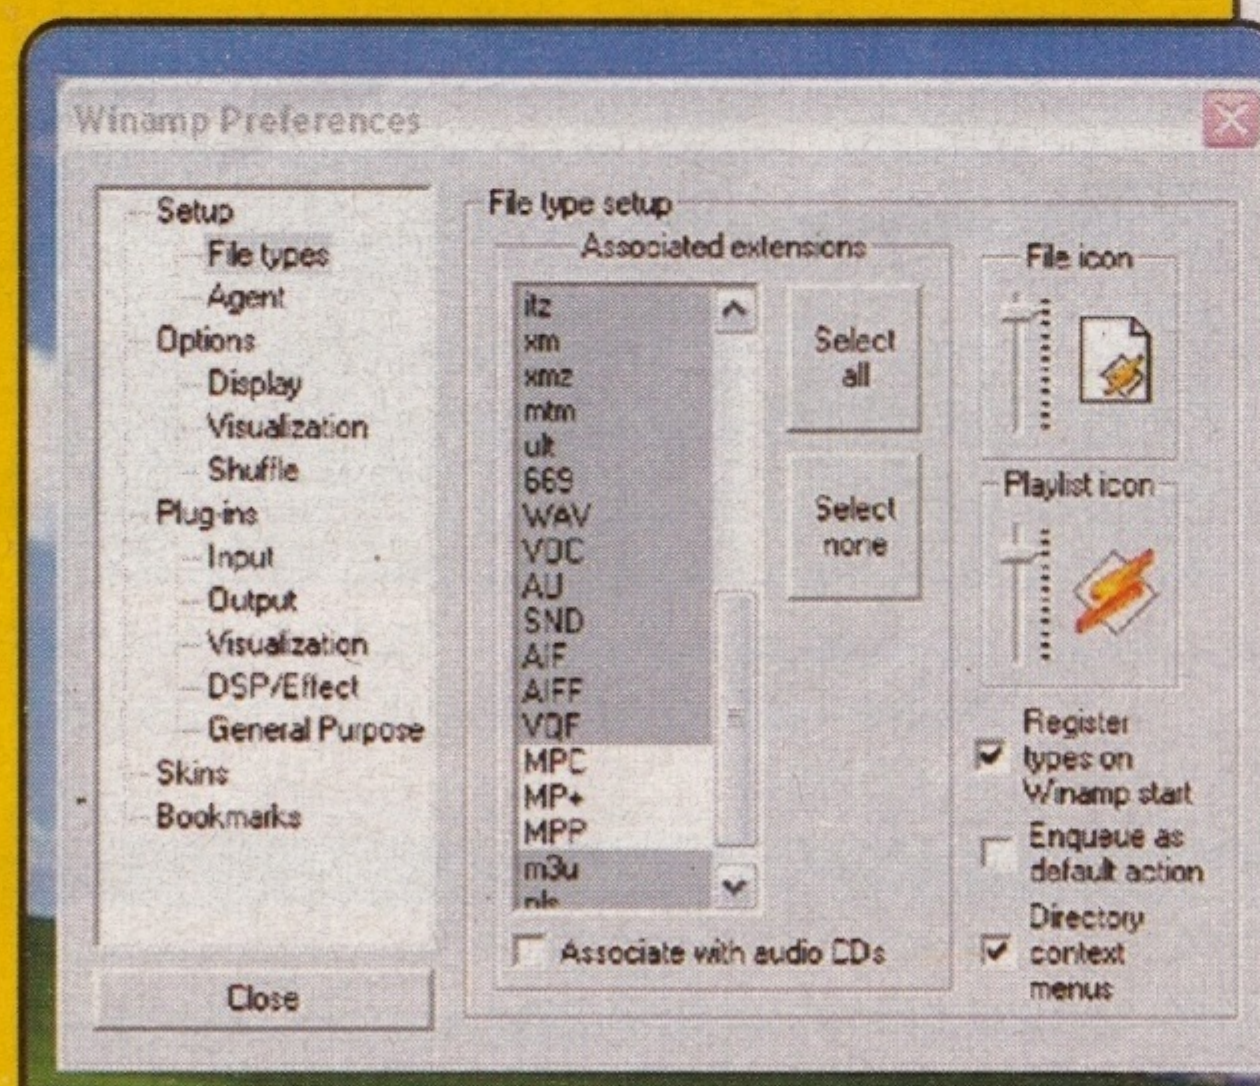 Winamp Preferences
Setup
File types
Agent
Options
Display
Visualization
Shuffle
Plug-ins
Input
Output
Visualization
DSP/Effect
General Purpose
Skins
Bookmarks
Close
File type setup
Associated extensions
itz
xm
xmz
mtm
ult
669
WAV
VOC
AU
SND
AIF
AIFF
VQF
MPC
MP+
MPP
m3u
pls
Select
all
Select
none
Associate with audio CDs
File icon
Playlist icon
Register
types on
Winamp start
Enqueue as
default action
Directory
context
menus